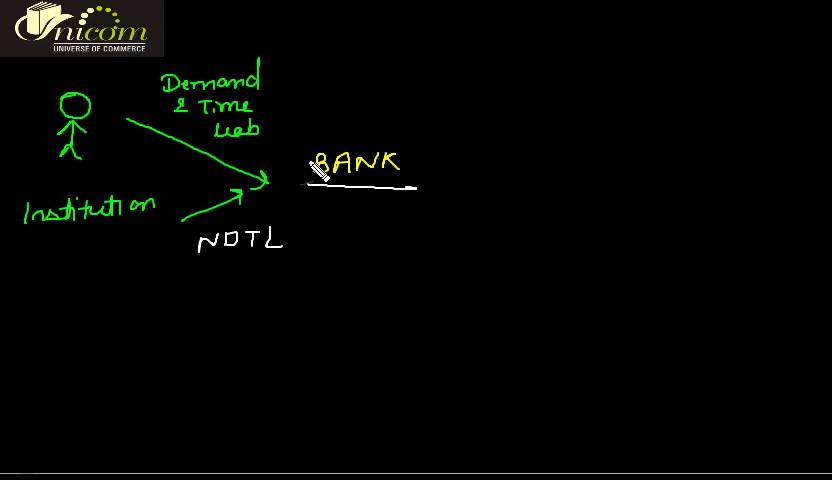 Unicom
UNIVERSE OF COMMERCE
Demand
& Time
Liab
BANK
Institution
NDTL